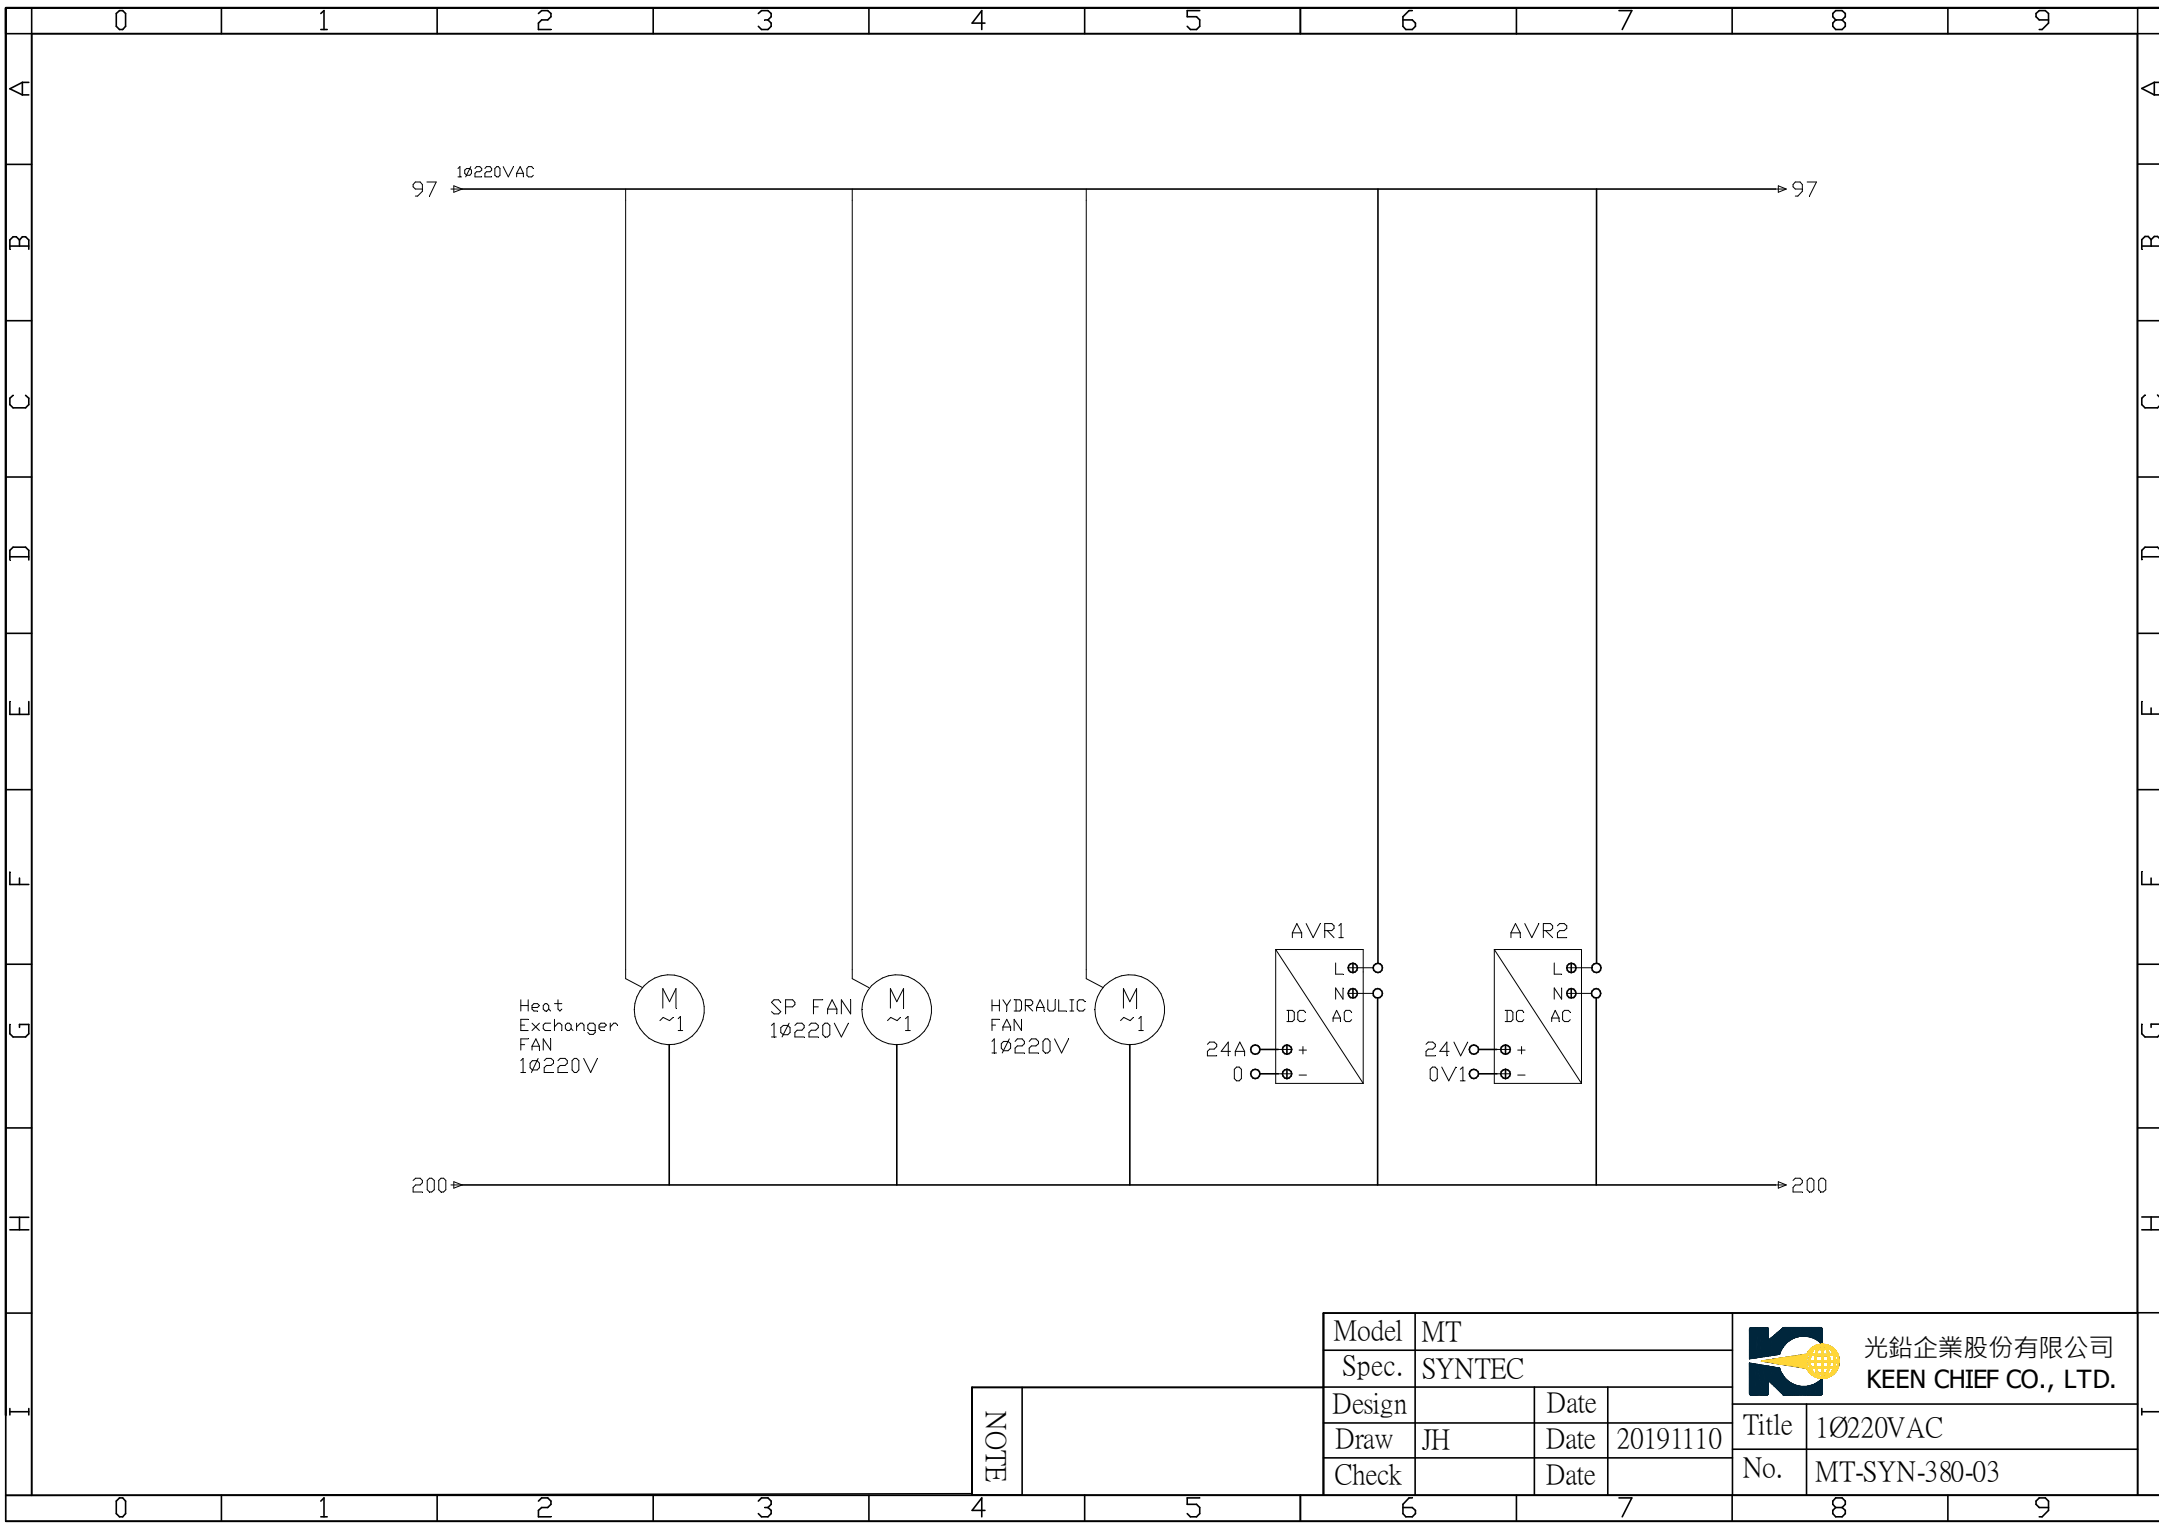 0 1 2 3 4 5 6 7 8 9
A A
1Ø220VAC
97 97
B B
C C
D D
E E
F F
AVR1 AVR2
L L
N N
M M M
~1 ~1 ~1
Heat
Exchanger
FAN
1Ø220V
SP FAN
1Ø220V
HYDRAULIC
FAN
1Ø220V
DC AC DC AC
24A + 24V +
0 - 0V1 -
G G
200 200
H H
I I
NOTE
Model MT
Spec. SYNTEC
Design Date
Draw JH Date 20191110
Check Date
光鉛企業股份有限公司
KEEN CHIEF CO., LTD.
Title 1Ø220VAC
No. MT-SYN-380-03
0 1 2 3 4 5 6 7 8 9